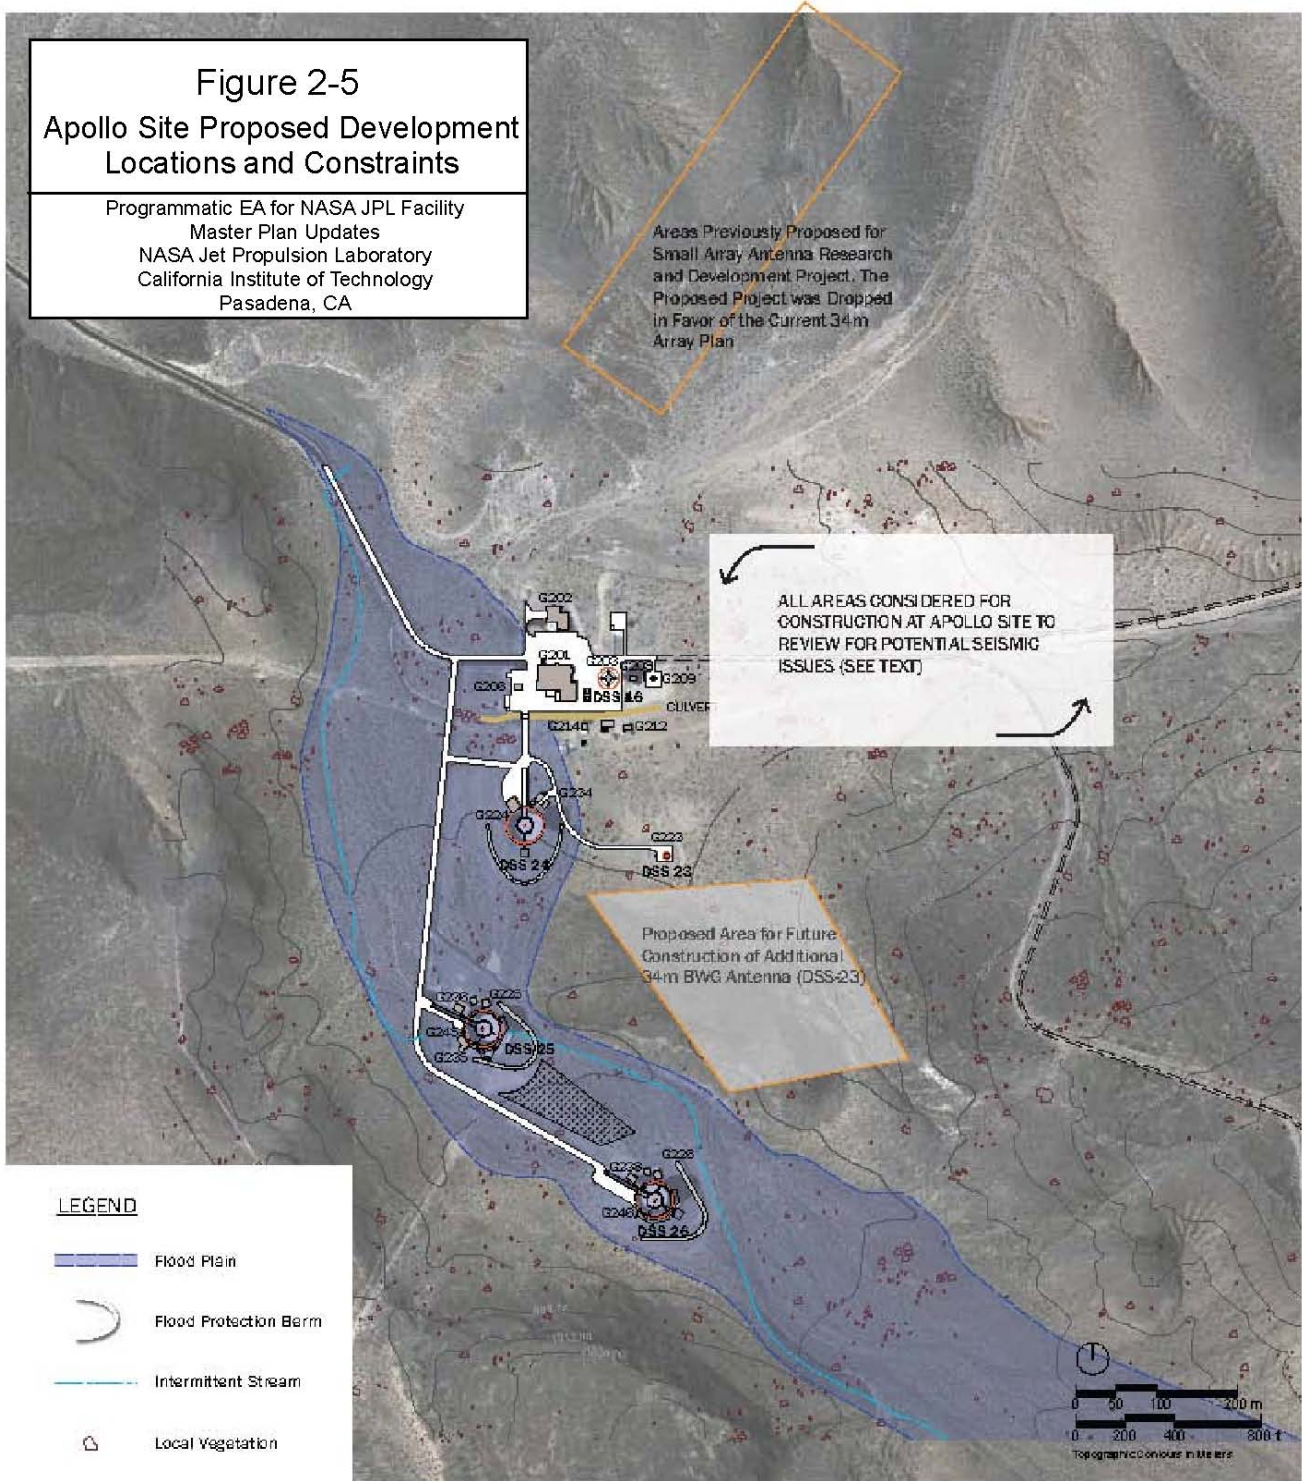 Figure 2-5
Apollo Site Proposed Development
Locations and Constraints
Programmatic EA for NASA JPL Facility
Master Plan Updates
NASA Jet Propulsion Laboratory
California Institute of Technology
Pasadena, CA
Areas Previously Proposed for
Small Array Antenna Research
and Development Project. The
Proposed Project was Dropped
in Favor of the Current 34m
Array Plan
ALL AREAS CONSIDERED FOR
CONSTRUCTION AT APOLLO SITE TO
REVIEW FOR POTENTIAL SEISMIC
ISSUES (SEE TEXT)
G202
G201
G203
G209
G206
DSS 16
CULVER
G214
G212
G234
G224
DSS 24
G223
DSS 23
Proposed Area for Future
Construction of Additional
34m BWG Antenna (DSS-23)
G225
G245
G235
DSS 25
G238
G226
G246
DSS 26
LEGEND
Flood Plain
Flood Protection Berm
Intermittent Stream
Local Vegetation
0 50 100 200 m
0 200 400 800 f
Topographic Contours in Meters